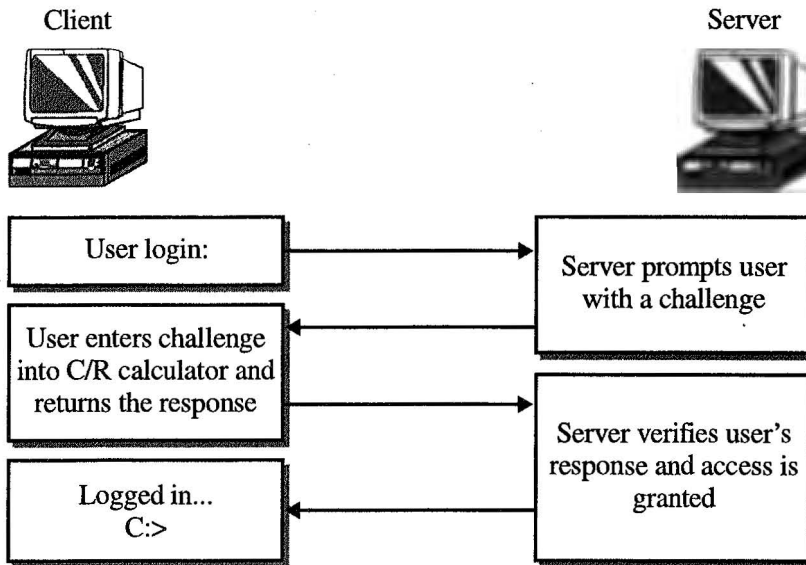 Client
Server
User login:
Server prompts user
with a challenge
User enters challenge
into C/R calculator and
returns the response
Server verifies user's
response and access is
granted
Logged in...
C:>